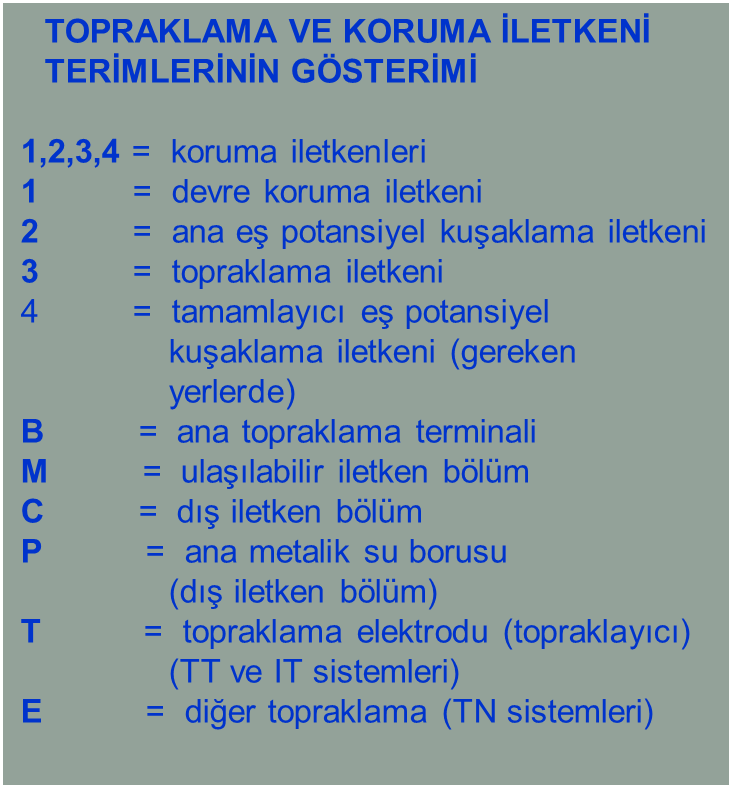 TOPRAKLAMA VE KORUMA İLETKENİ
TERİMLERİNİN GÖSTERİMİ
1,2,3,4 = koruma iletkenleri
1 = devre koruma iletkeni
2 = ana eş potansiyel kuşaklama iletkeni
3 = topraklama iletkeni
4 = tamamlayıcı eş potansiyel
kuşaklama iletkeni (gereken
yerlerde)
B = ana topraklama terminali
M = ulaşılabilir iletken bölüm
C = dış iletken bölüm
P = ana metalik su borusu
(dış iletken bölüm)
T = topraklama elektrodu (topraklayıcı)
(TT ve IT sistemleri)
E = diğer topraklama (TN sistemleri)